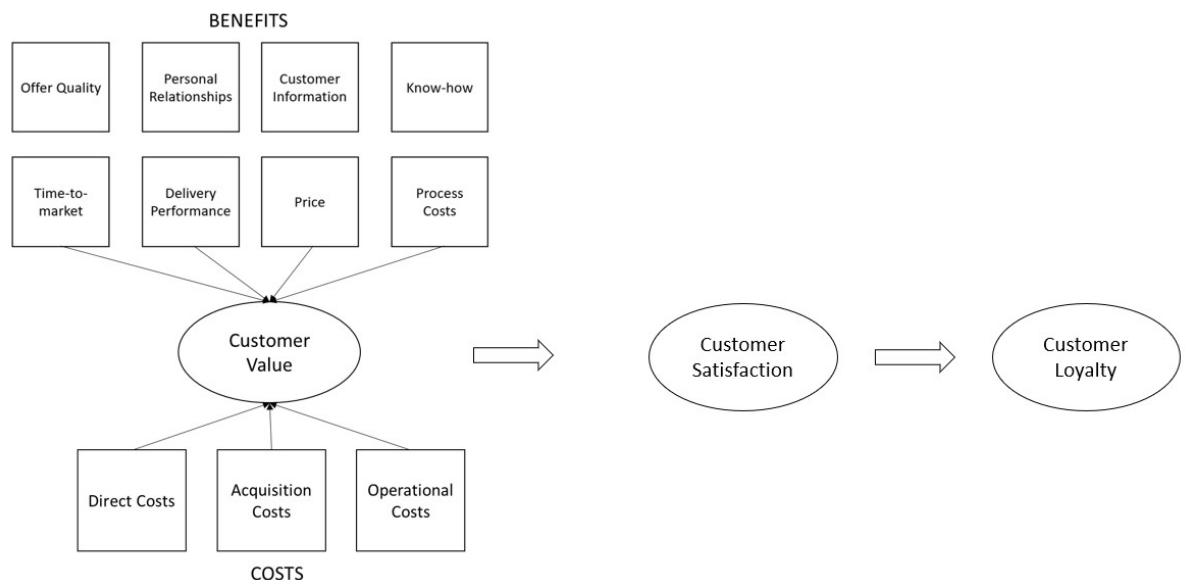 BENEFITS
Offer Quality
Personal
Relationships
Customer
Information
Know-how
Time-to-
market
Delivery
Performance
Price
Process
Costs
Customer
Value
Customer
Satisfaction
Customer
Loyalty
Direct Costs
Acquisition
Costs
Operational
Costs
COSTS